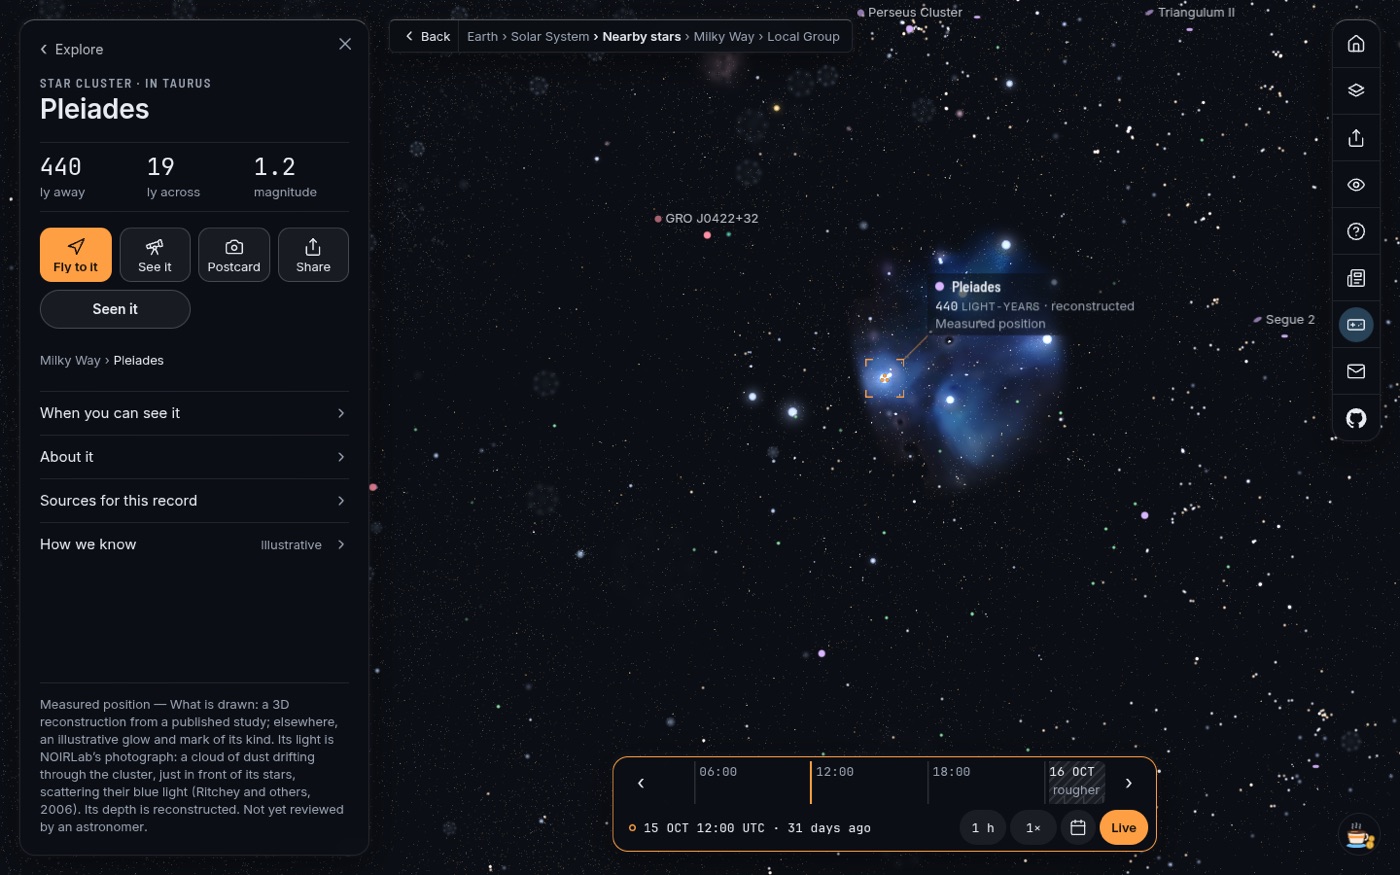 Explore
STAR CLUSTER · IN TAURUS
Pleiades
440
ly away
19
ly across
1.2
magnitude
Fly to it
See it
Postcard
Share
Seen it
Milky Way › Pleiades
When you can see it
About it
Sources for this record
How we know
Illustrative
Measured position — What is drawn: a 3D
reconstruction from a published study; elsewhere,
an illustrative glow and mark of its kind. Its light is
NOIRLab's photograph: a cloud of dust drifting
through the cluster, just in front of its stars,
scattering their blue light (Ritchey and others,
2006). Its depth is reconstructed. Not yet reviewed
by an astronomer.
Back
Earth › Solar System › Nearby stars › Milky Way › Local Group
Perseus Cluster
Triangulum II
GRO J0422+32
Pleiades
440 LIGHT-YEARS · reconstructed
Measured position
Segue 2
06:00
12:00
18:00
16 OCT
rougher
15 OCT 12:00 UTC · 31 days ago
1 h
1×
Live